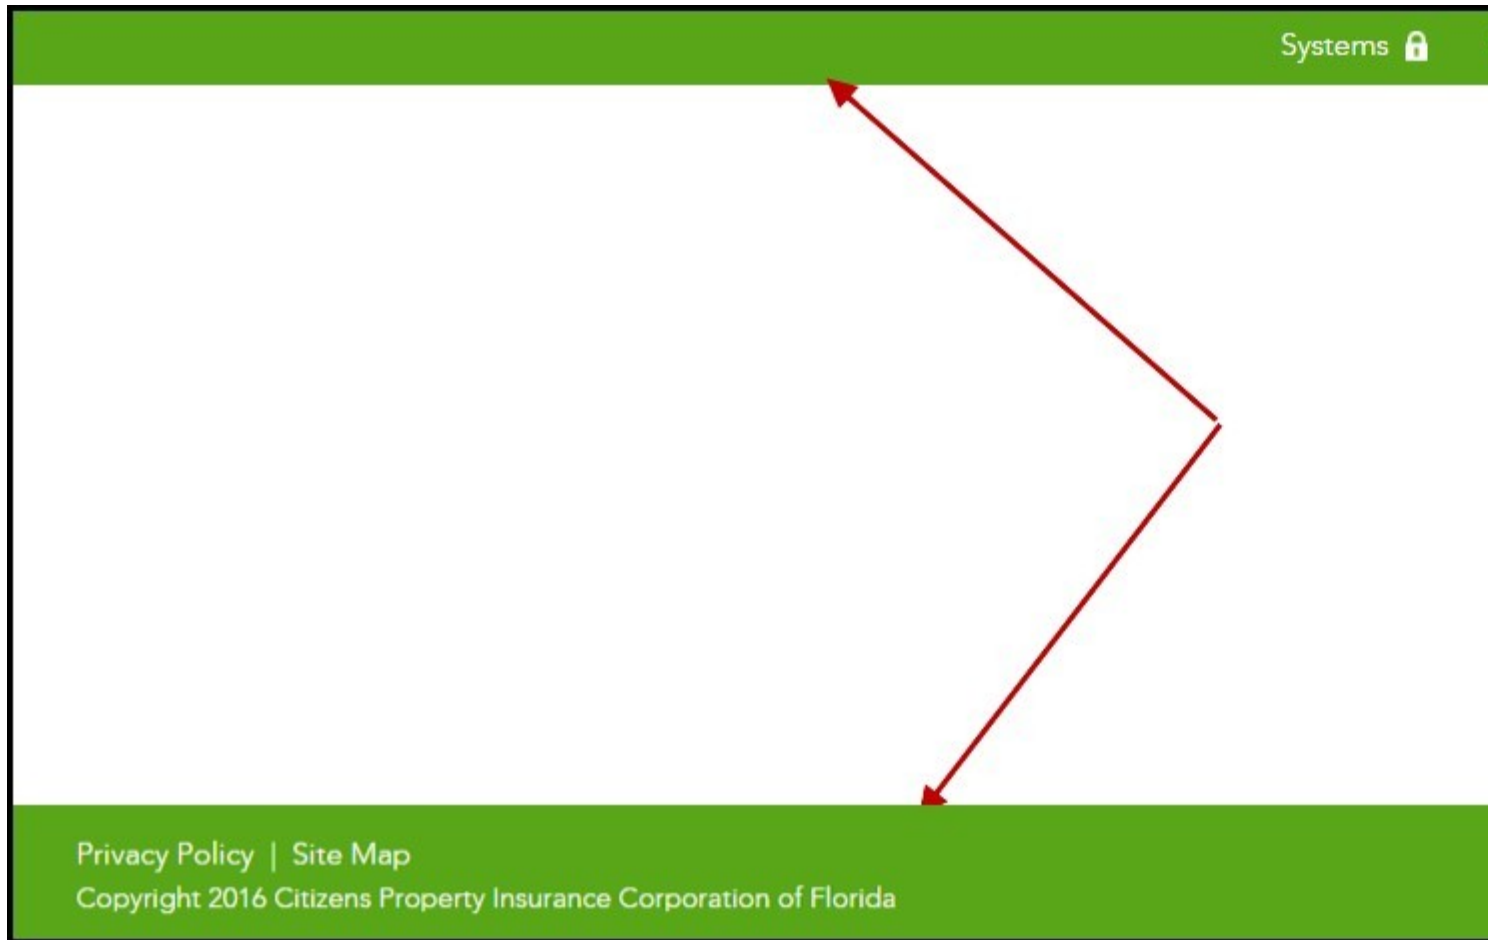 Systems
Privacy Policy | Site Map
Copyright 2016 Citizens Property Insurance Corporation of Florida